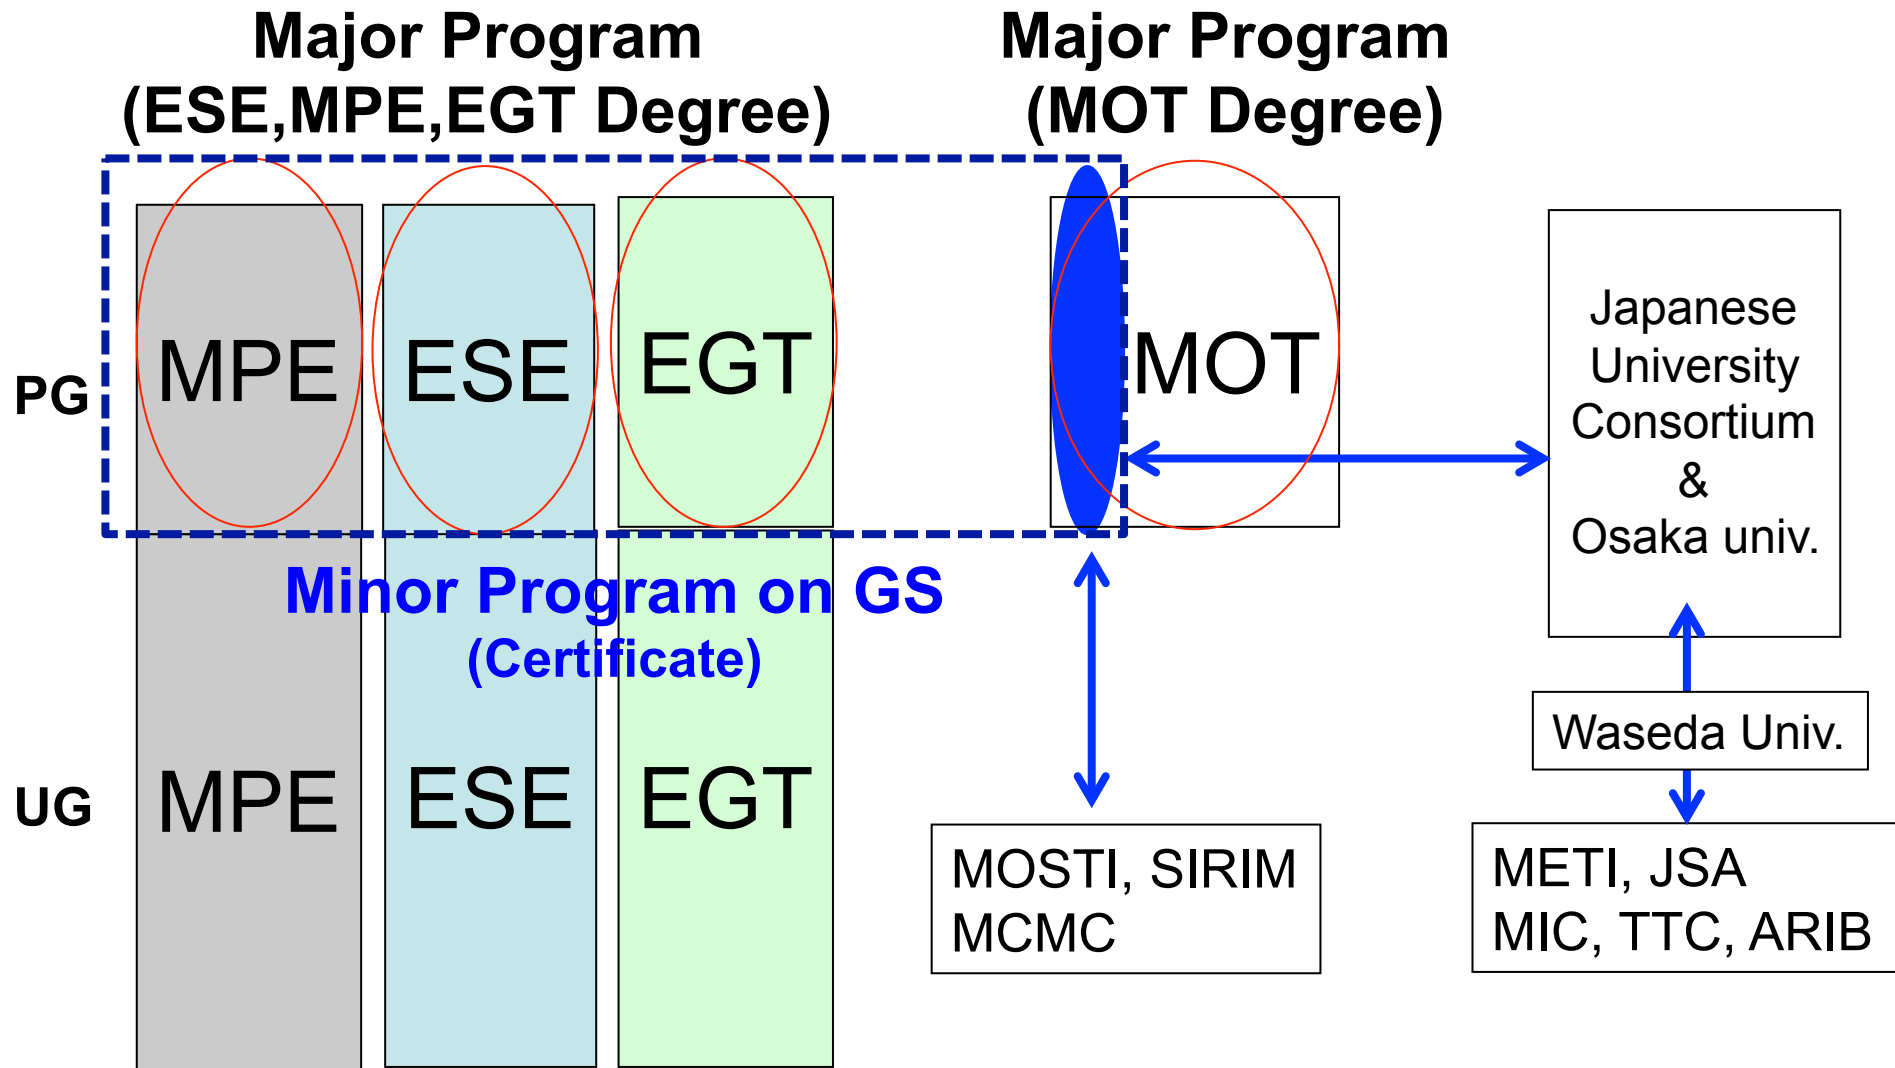 Major Program
(ESE,MPE,EGT Degree)
Major Program
(MOT Degree)
PG
MPE
ESE
EGT
MOT
Japanese
University
Consortium
&
Osaka univ.
Minor Program on GS
(Certificate)
UG
MPE
ESE
EGT
Waseda Univ.
MOSTI, SIRIM
MCMC
METI, JSA
MIC, TTC, ARIB